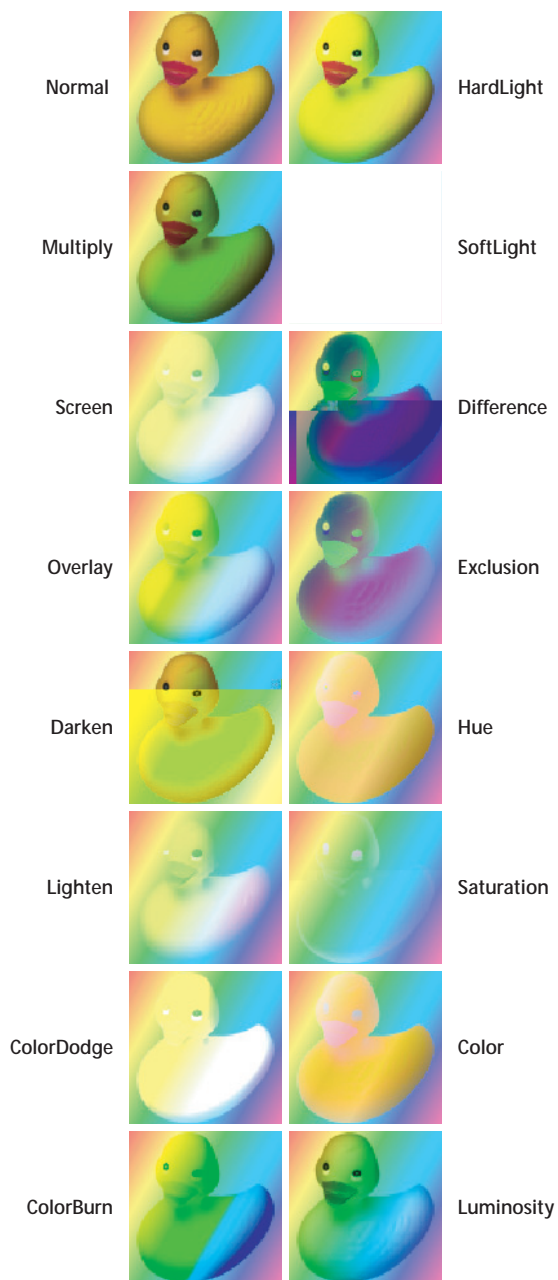 Normal
HardLight
Multiply
SoftLight
Screen
Difference
Overlay
Exclusion
Darken
Hue
Lighten
Saturation
ColorDodge
Color
ColorBurn
Luminosity